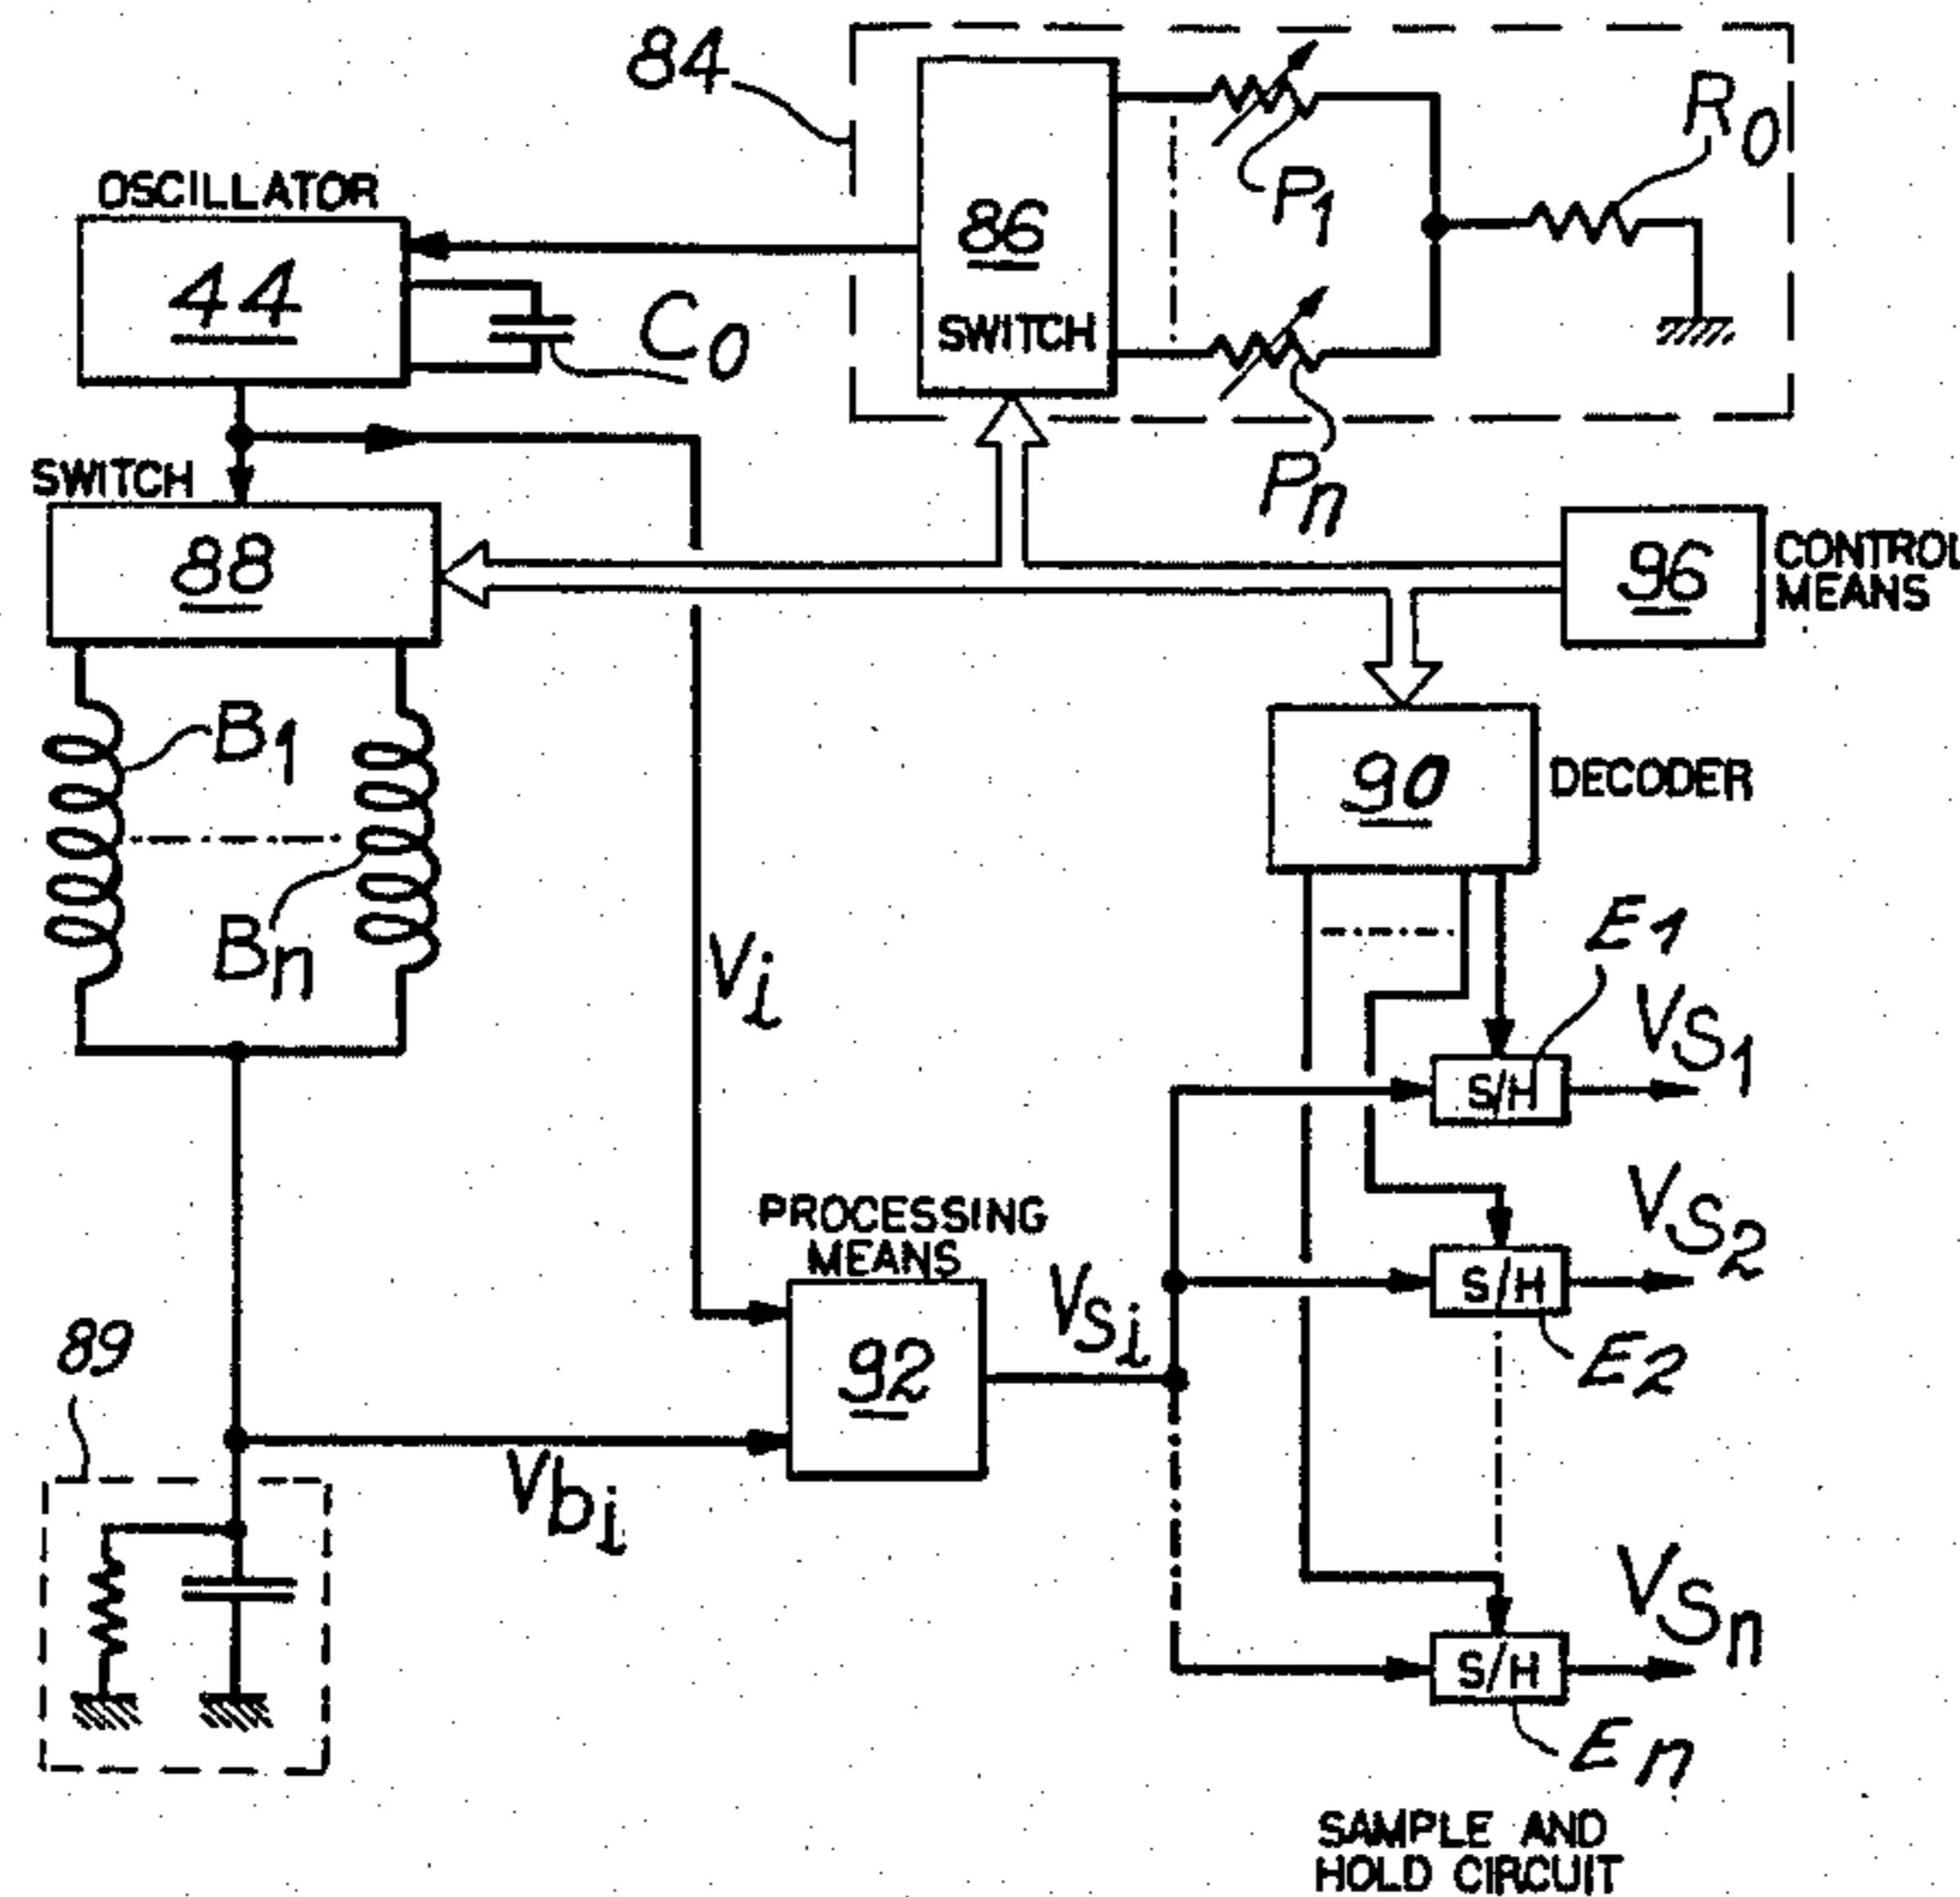 84
R0
OSCILLATOR
86
P1
44
C0
SWITCH
SWITCH
Pn
88
96
CONTROL
MEANS
B1
90
DECODER
E1
Bn
Vi
VS1
S/H
PROCESSING
MEANS
VS2
VSi
S/H
89
92
E2
Vbi
VSn
S/H
En
SAMPLE AND
HOLD CIRCUIT